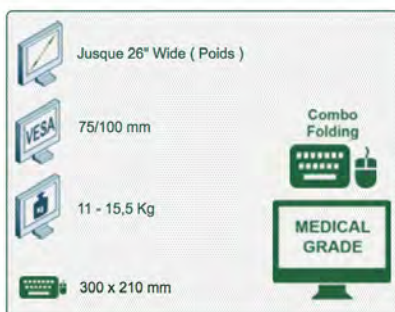 Jusque 26" Wide ( Poids )
VESA
75/100 mm
KG
11 - 15,5 Kg
300 x 210 mm
Combo
Folding
MEDICAL
GRADE